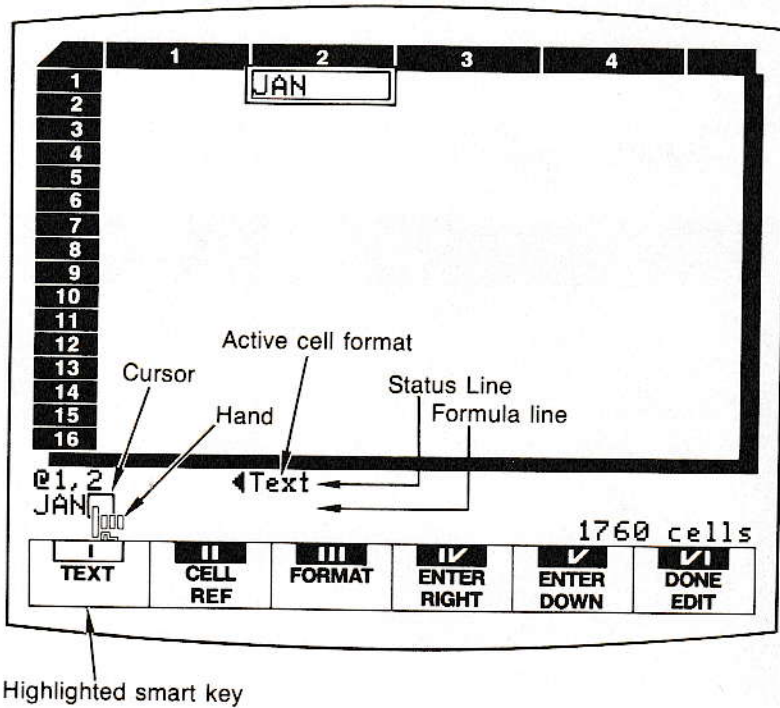 1 2 3 4
1 JAN
2
3
4
5
6
7
8
9
10
11
12
13
14
15
16
Active cell format
Cursor
Status Line
Hand
Formula line
@1,2 Text
JAN
1760 cells
I II III IV V VI
TEXT CELL REF FORMAT ENTER RIGHT ENTER DOWN DONE EDIT
Highlighted smart key